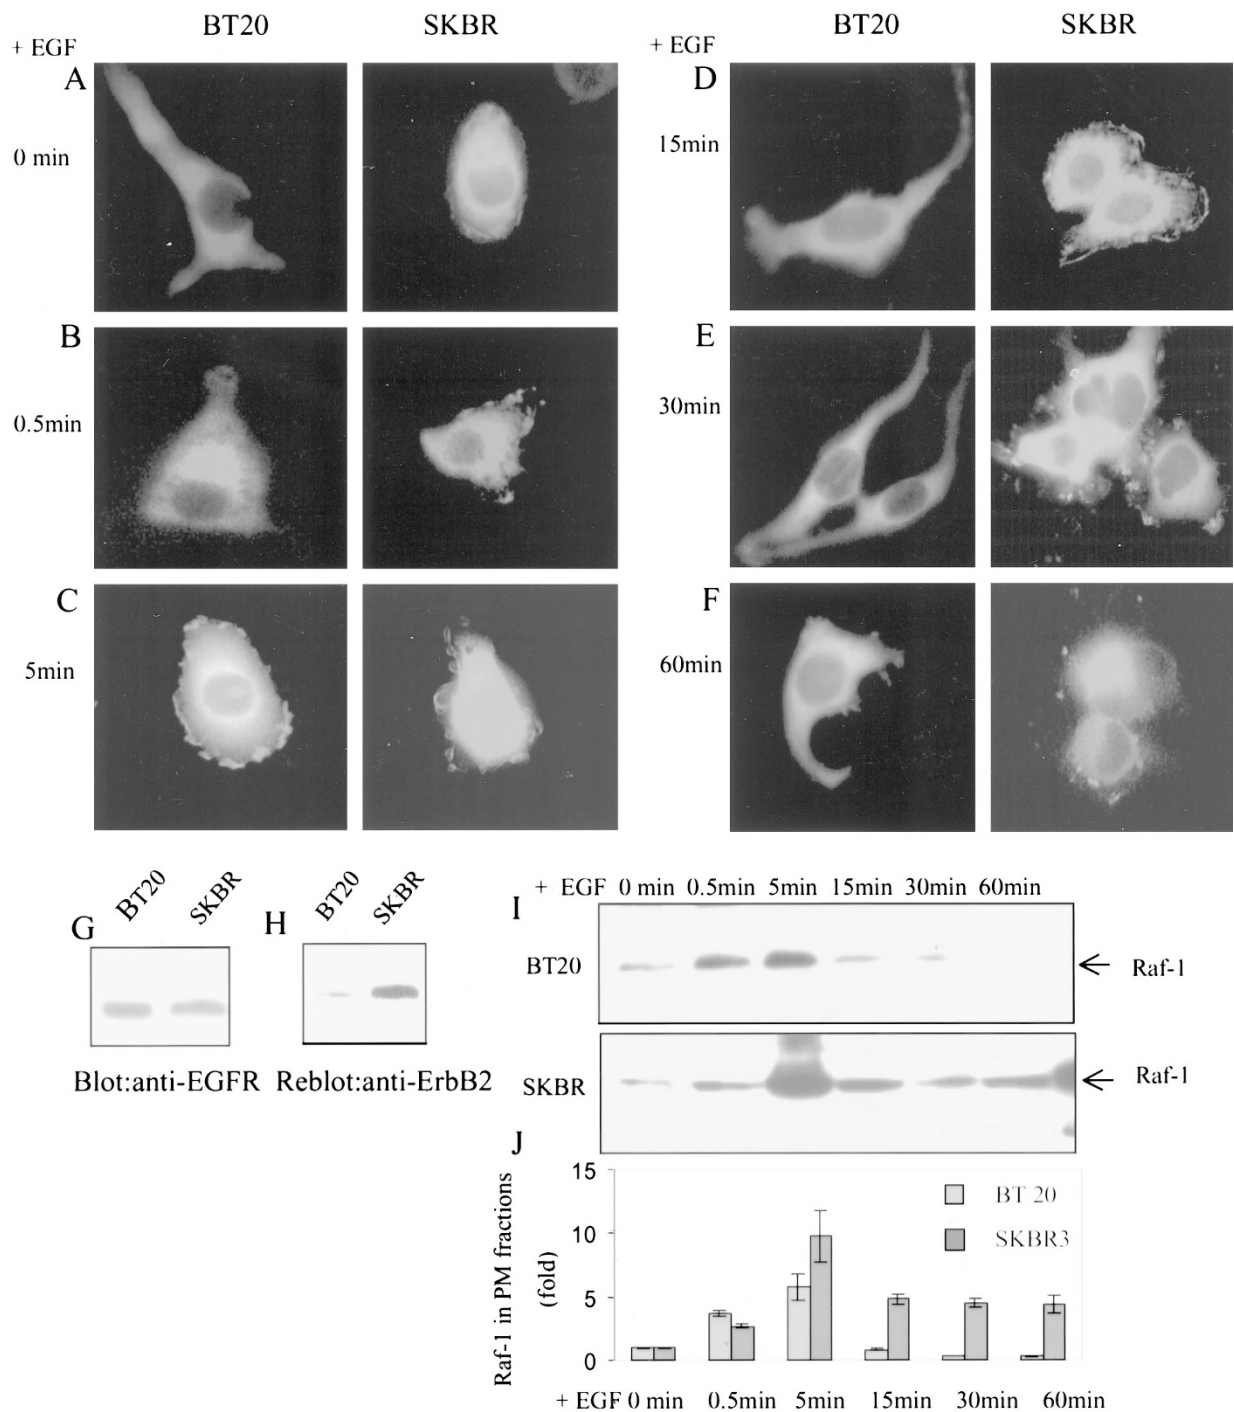 BT20 SKBR BT20 SKBR
+ EGF + EGF
A D
0 min 15min
B E
0.5min 30min
C F
5min 60min
BT20 SKBR BT20 SKBR
G H
Blot:anti-EGFR Reblot:anti-ErbB2
+ EGF 0 min 0.5min 5min 15min 30min 60min
I
BT20 Raf-1
SKBR Raf-1
J
Raf-1 in PM fractions
(fold)
15
10
5
0
BT 20
SKBR3
+ EGF 0 min 0.5min 5min 15min 30min 60min